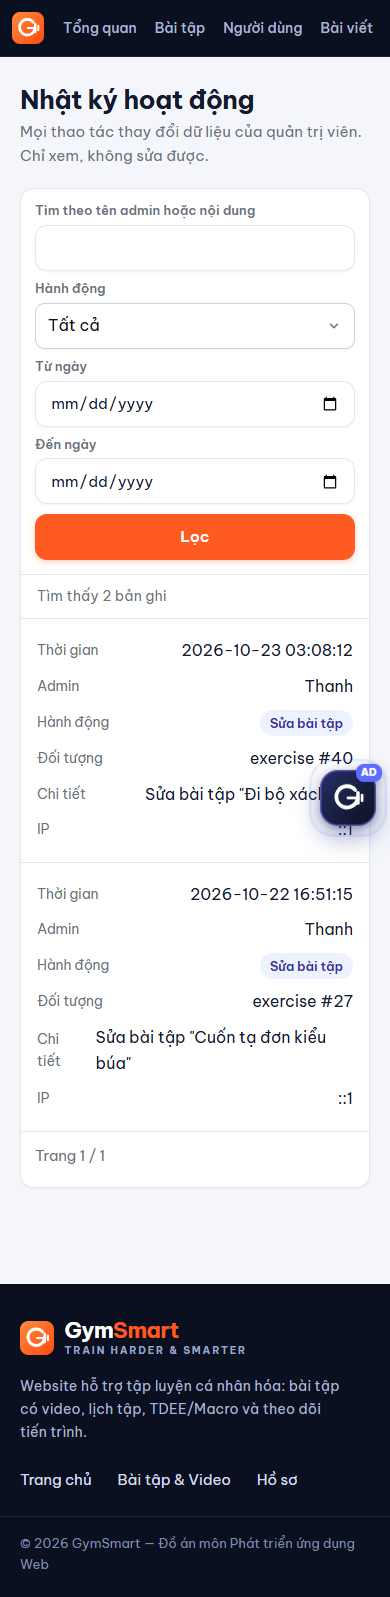 Tổng quan Bài tập Người dùng Bài viết
Nhật ký hoạt động
Mọi thao tác thay đổi dữ liệu của quản trị viên.
Chỉ xem, không sửa được.
Tìm theo tên admin hoặc nội dung
Hành động
Tất cả
Từ ngày
mm/dd/yyyy
Đến ngày
mm/dd/yyyy
Lọc
Tìm thấy 2 bản ghi
Thời gian 2026-10-23 03:08:12
Admin Thanh
Hành động Sửa bài tập
Đối tượng exercise #40
AD
Chi tiết Sửa bài tập "Đi bộ xách
IP ::1
Thời gian 2026-10-22 16:51:15
Admin Thanh
Hành động Sửa bài tập
Đối tượng exercise #27
Chi tiết Sửa bài tập "Cuốn tạ đơn kiểu
búa"
IP ::1
Trang 1 / 1
GymSmart
TRAIN HARDER & SMARTER
Website hỗ trợ tập luyện cá nhân hóa: bài tập
có video, lịch tập, TDEE/Macro và theo dõi
tiến trình.
Trang chủ Bài tập & Video Hồ sơ
© 2026 GymSmart — Đồ án môn Phát triển ứng dụng
Web